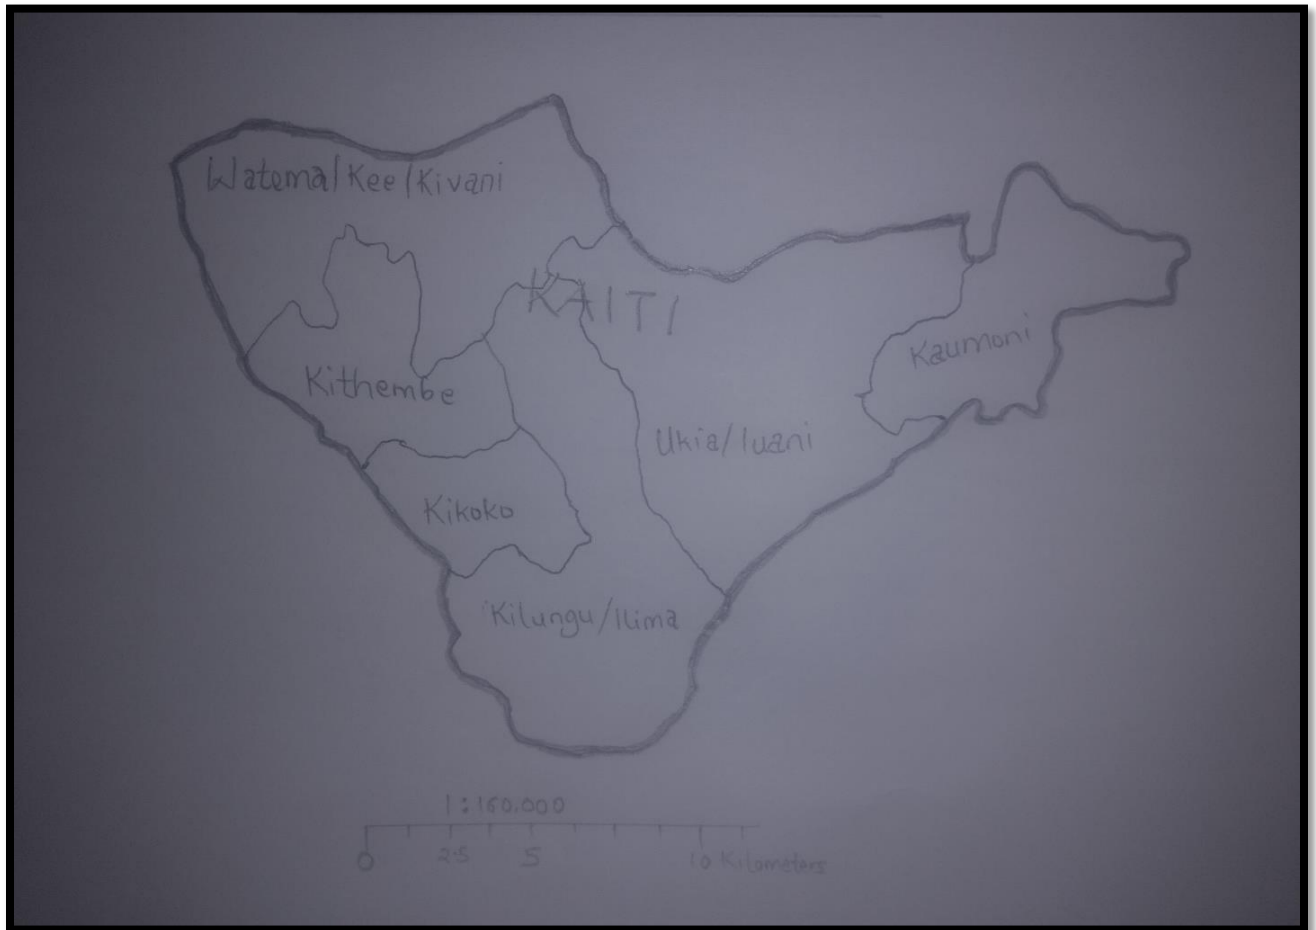 Watema/Kee/Kivani
KAITI
Kaumoni
Kithembe
Ukia/Iuani
Kikoko
Kilungu/Ilima
1:160,000
0 2.5 5 10 Kilometers